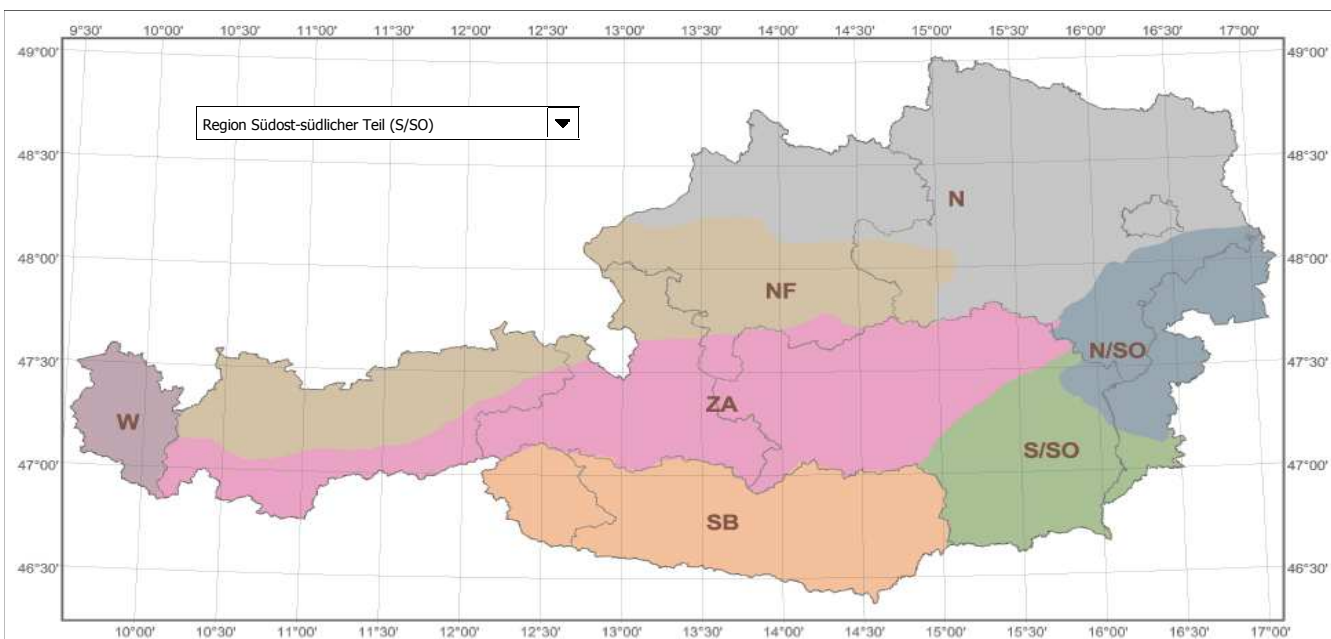 9°30' 10°00' 10°30' 11°00' 11°30' 12°00' 12°30' 13°00' 13°30' 14°00' 14°30' 15°00' 15°30' 16°00' 16°30' 17°00'
49°00' 49°00'
Region Südost-südlicher Teil (S/SO)
48°30' 48°30'
N
48°00' 48°00'
NF
N/SO
47°30' 47°30'
ZA
W
S/SO
47°00' 47°00'
SB
46°30' 46°30'
10°00' 10°30' 11°00' 11°30' 12°00' 12°30' 13°00' 13°30' 14°00' 14°30' 15°00' 15°30' 16°00' 16°30' 17°00'